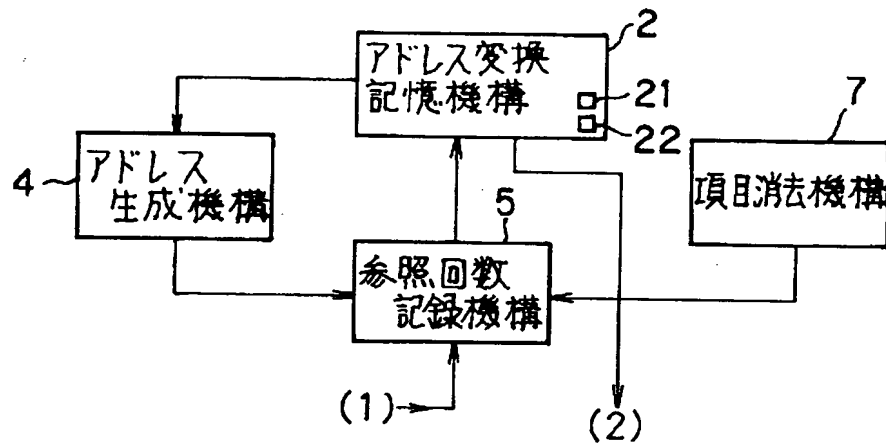 2
アドレス変換
記憶機構
21
22
7
4
アドレス
生成機構
項目消去機構
5
参照回数
記録機構
(1)
(2)